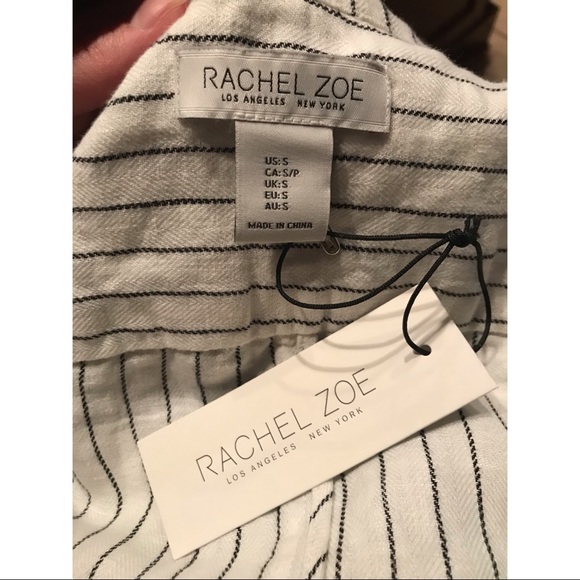 RACHEL ZOE
LOS ANGELES NEW YORK
US: S
CA: S/P
UK: S
EU: S
AU: S
MADE IN CHINA
RACHEL ZOE
LOS ANGELES NEW YORK